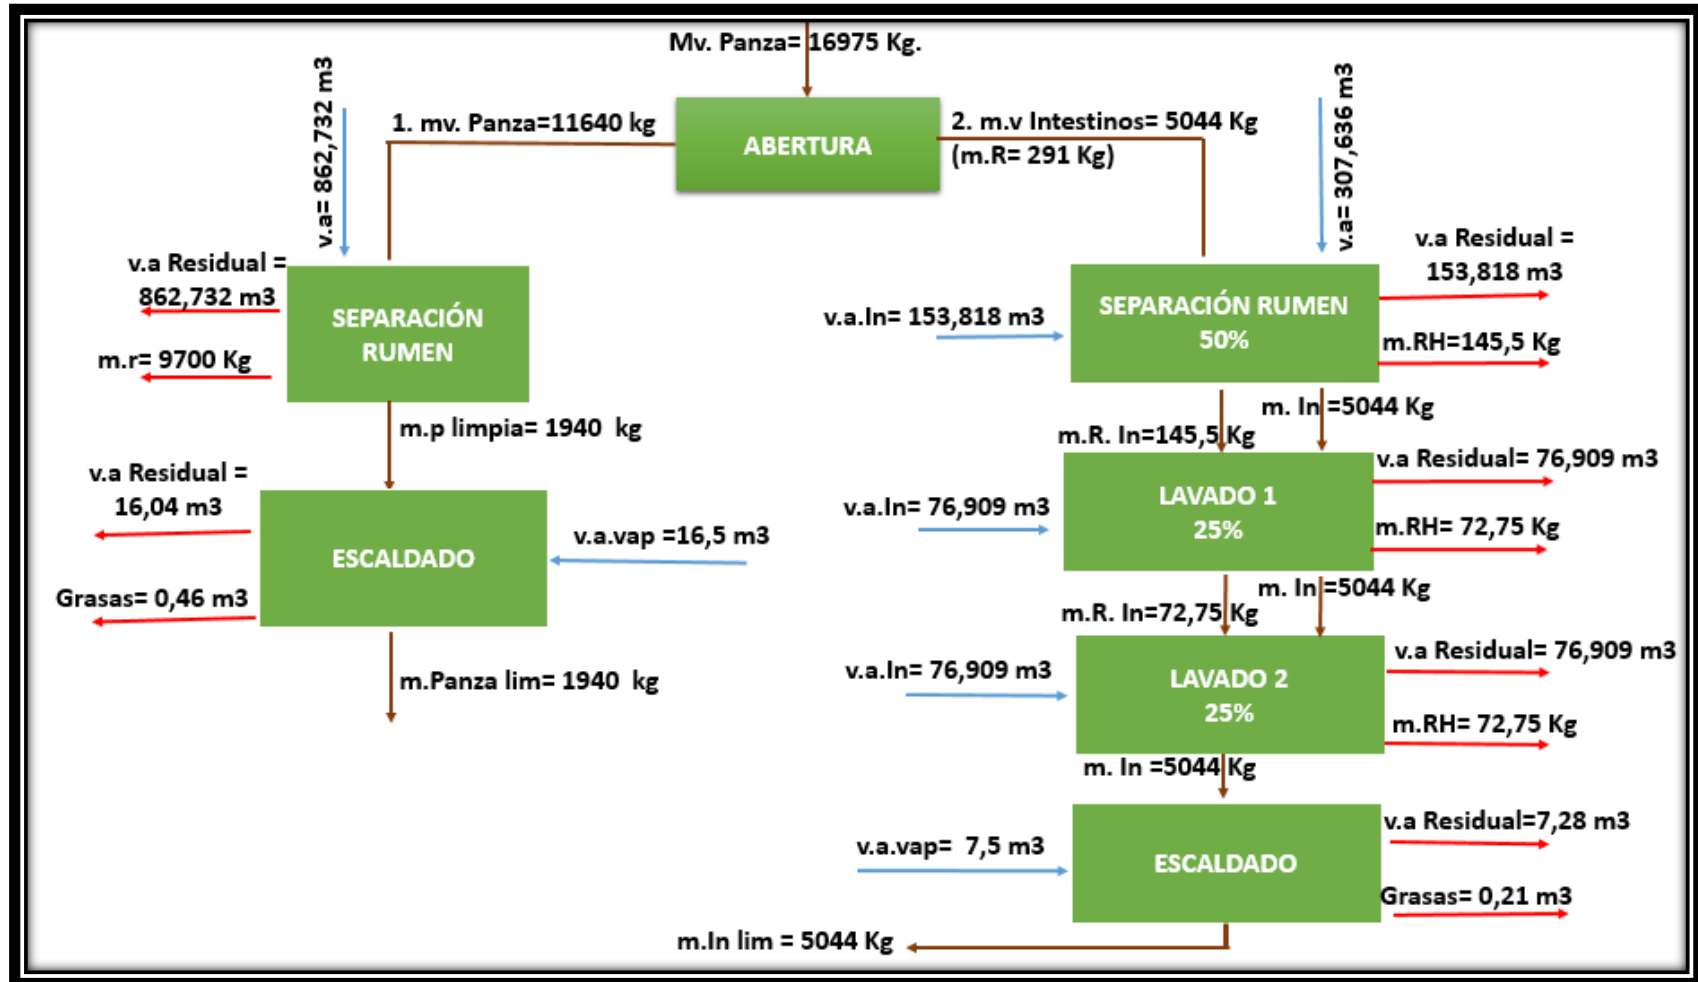 Mv. Panza= 16975 Kg.
ABERTURA
1. mv. Panza=11640 kg
2. m.v Intestinos= 5044 Kg
(m.R= 291 Kg)
v.a= 862,732 m3
v.a Residual =
862,732 m3
m.r= 9700 Kg
SEPARACIÓN
RUMEN
m.p limpia= 1940 kg
v.a Residual =
16,04 m3
Grasas= 0,46 m3
ESCALDADO
v.a.vap =16,5 m3
m.Panza lim= 1940 kg
v.a= 307,636 m3
v.a.In= 153,818 m3
SEPARACIÓN RUMEN
50%
v.a Residual =
153,818 m3
m.RH=145,5 Kg
m. In =5044 Kg
m.R. In=145,5 Kg
v.a.In= 76,909 m3
LAVADO 1
25%
v.a Residual= 76,909 m3
m.RH= 72,75 Kg
m. In =5044 Kg
m.R. In=72,75 Kg
v.a.In= 76,909 m3
LAVADO 2
25%
v.a Residual= 76,909 m3
m.RH= 72,75 Kg
m. In =5044 Kg
v.a.vap= 7,5 m3
ESCALDADO
v.a Residual=7,28 m3
Grasas= 0,21 m3
m.In lim = 5044 Kg